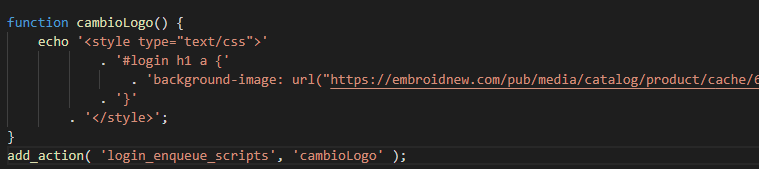 function cambioLogo() {
echo '<style type="text/css">'
. '#login h1 a {'
. 'background-image: url("https://embroidnew.com/pub/media/catalog/product/cache/6
. '}'
. '</style>';
}
add_action( 'login_enqueue_scripts', 'cambioLogo' );